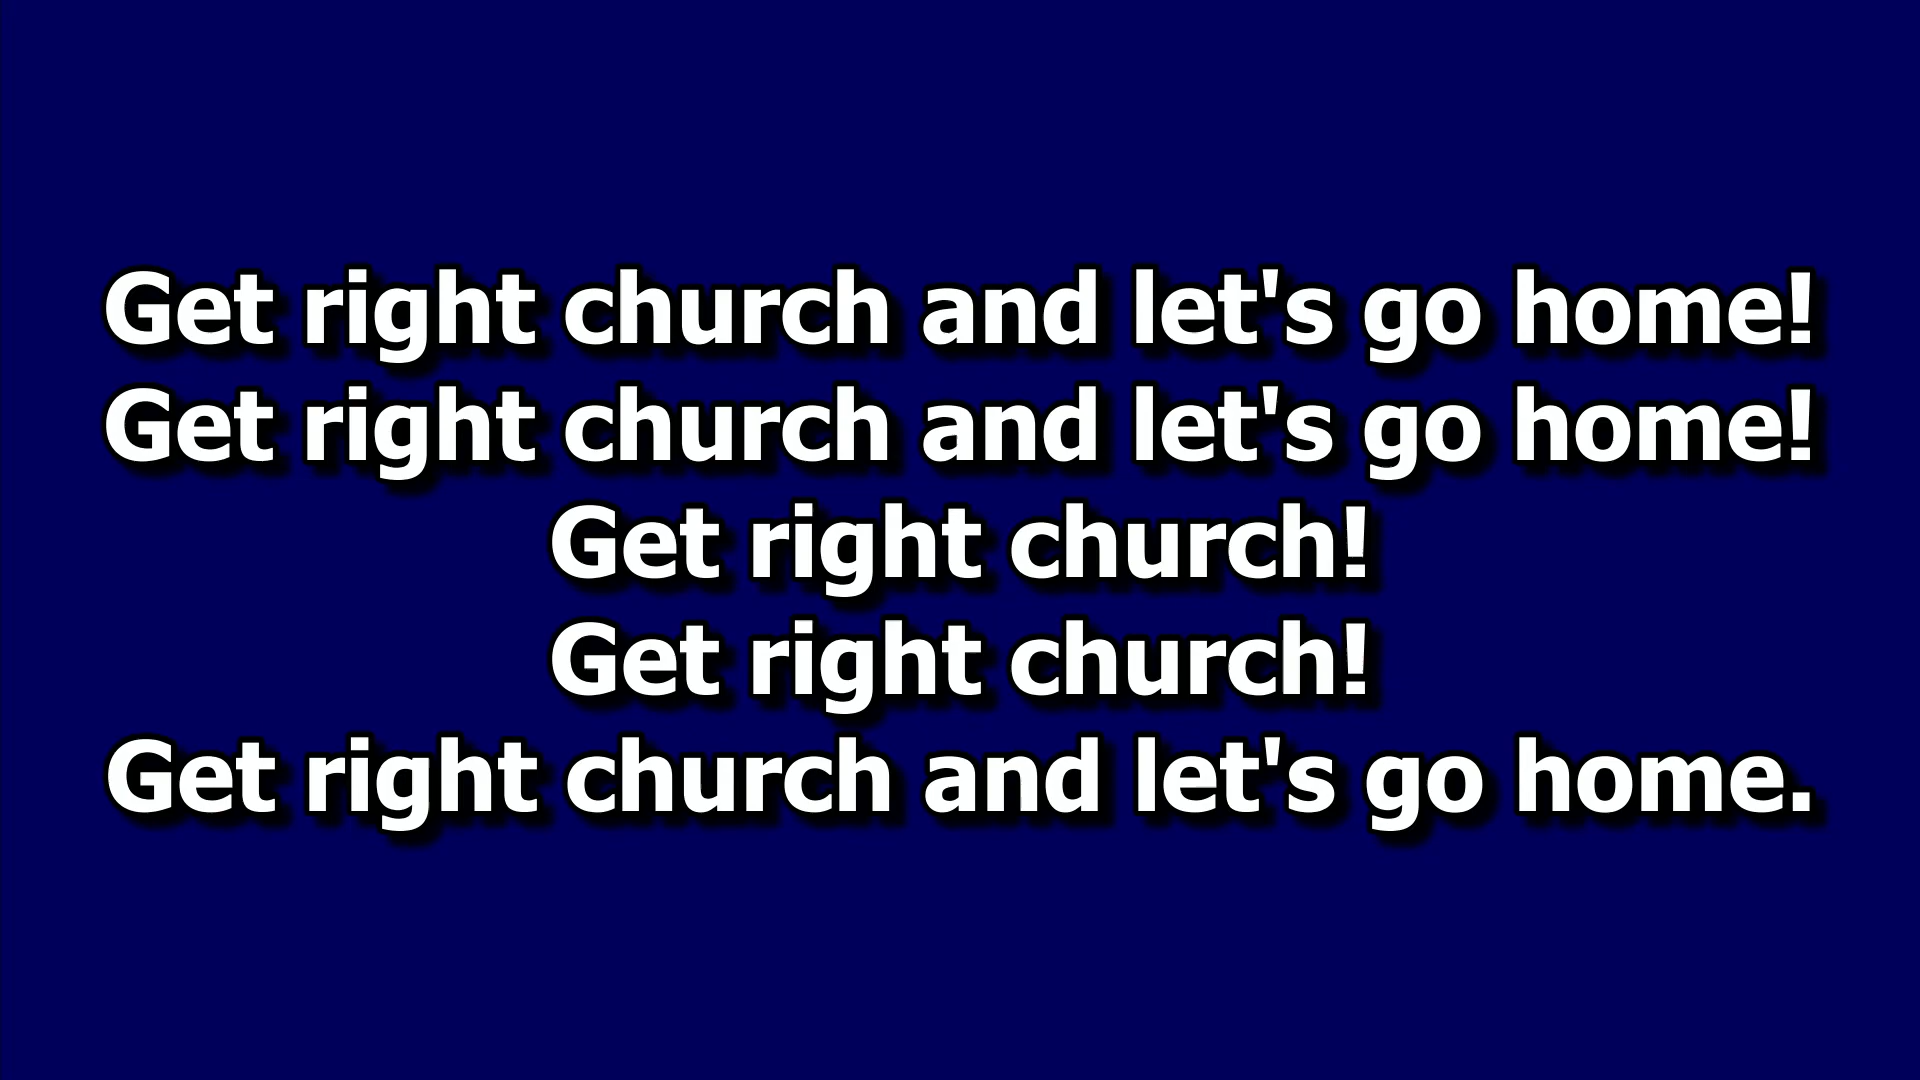 Get right church and let's go home!
Get right church and let's go home!
Get right church!
Get right church!
Get right church and let's go home.